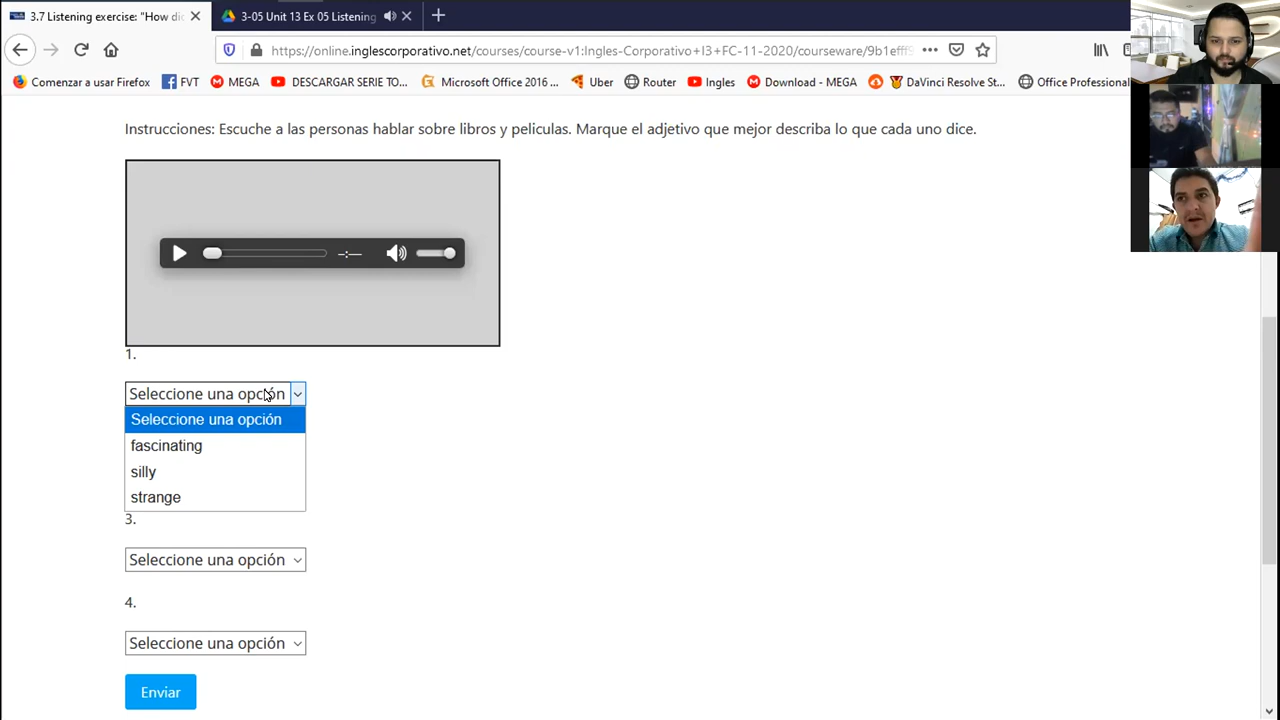 3.7 Listening exercise: "How di
3-05 Unit 13 Ex 05 Listening
https://online.inglescorporativo.net/courses/course-v1:Ingles-Corporativo+I3+FC-11-2020/courseware/9b1efff9
Comenzar a usar Firefox
FVT
MEGA
DESCARGAR SERIE TO...
Microsoft Office 2016 ...
Uber
Router
Ingles
Download - MEGA
DaVinci Resolve St...
Office Professional
Instrucciones: Escuche a las personas hablar sobre libros y peliculas. Marque el adjetivo que mejor describa lo que cada uno dice.
-:--
1.
Seleccione una opción
Seleccione una opción
fascinating
silly
strange
3.
Seleccione una opción
4.
Seleccione una opción
Enviar